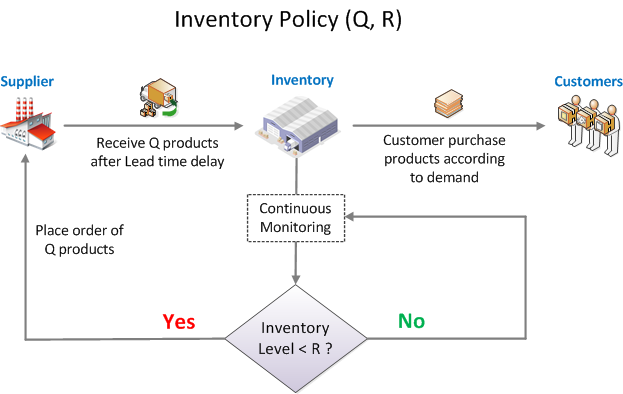 Inventory Policy (Q, R)
Supplier
Inventory
Customers
Receive Q products
after Lead time delay
Customer purchase
products according
to demand
Continuous
Monitoring
Place order of
Q products
Yes
No
Inventory
Level < R ?